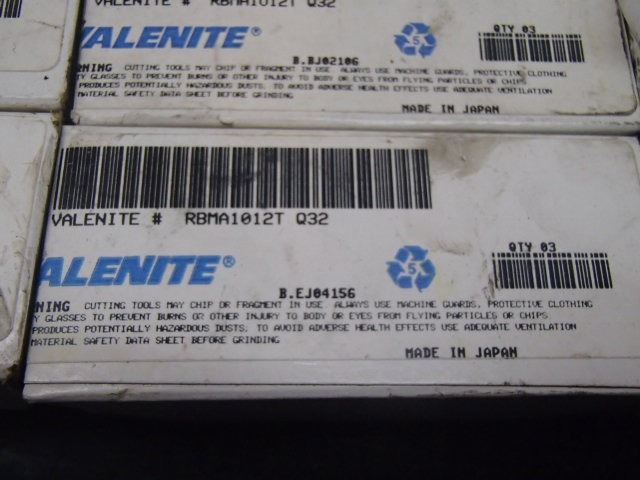 VALENITE # RBMA1012T Q32
VALENITE®
5
QTY 03
B.BJ02106
CUTTING TOOLS MAY CHIP OR FRAGMENT IN USE. ALWAYS USE MACHINE GUARDS, PROTECTIVE CLOTHING
Y GLASSES TO PREVENT BURNS OR OTHER INJURY TO BODY OR EYES FROM FLYING PARTICLES OR CHIPS
PRODUCES POTENTIALLY HAZARDOUS DUSTS. TO AVOID ADVERSE HEALTH EFFECTS USE ADEQUATE VENTILATION
MATERIAL SAFETY DATA SHEET BEFORE GRINDING
MADE IN JAPAN
VALENITE # RBMA1012T Q32
ALENITE®
5
QTY 03
B.EJ04156
NING CUTTING TOOLS MAY CHIP OR FRAGMENT IN USE. ALWAYS USE MACHINE GUARDS, PROTECTIVE CLOTHING
Y GLASSES TO PREVENT BURNS OR OTHER INJURY TO BODY OR EYES FROM FLYING PARTICLES OR CHIPS.
PRODUCES POTENTIALLY HAZARDOUS DUSTS. TO AVOID ADVERSE HEALTH EFFECTS USE ADEQUATE VENTILATION
MATERIAL SAFETY DATA SHEET BEFORE GRINDING
MADE IN JAPAN